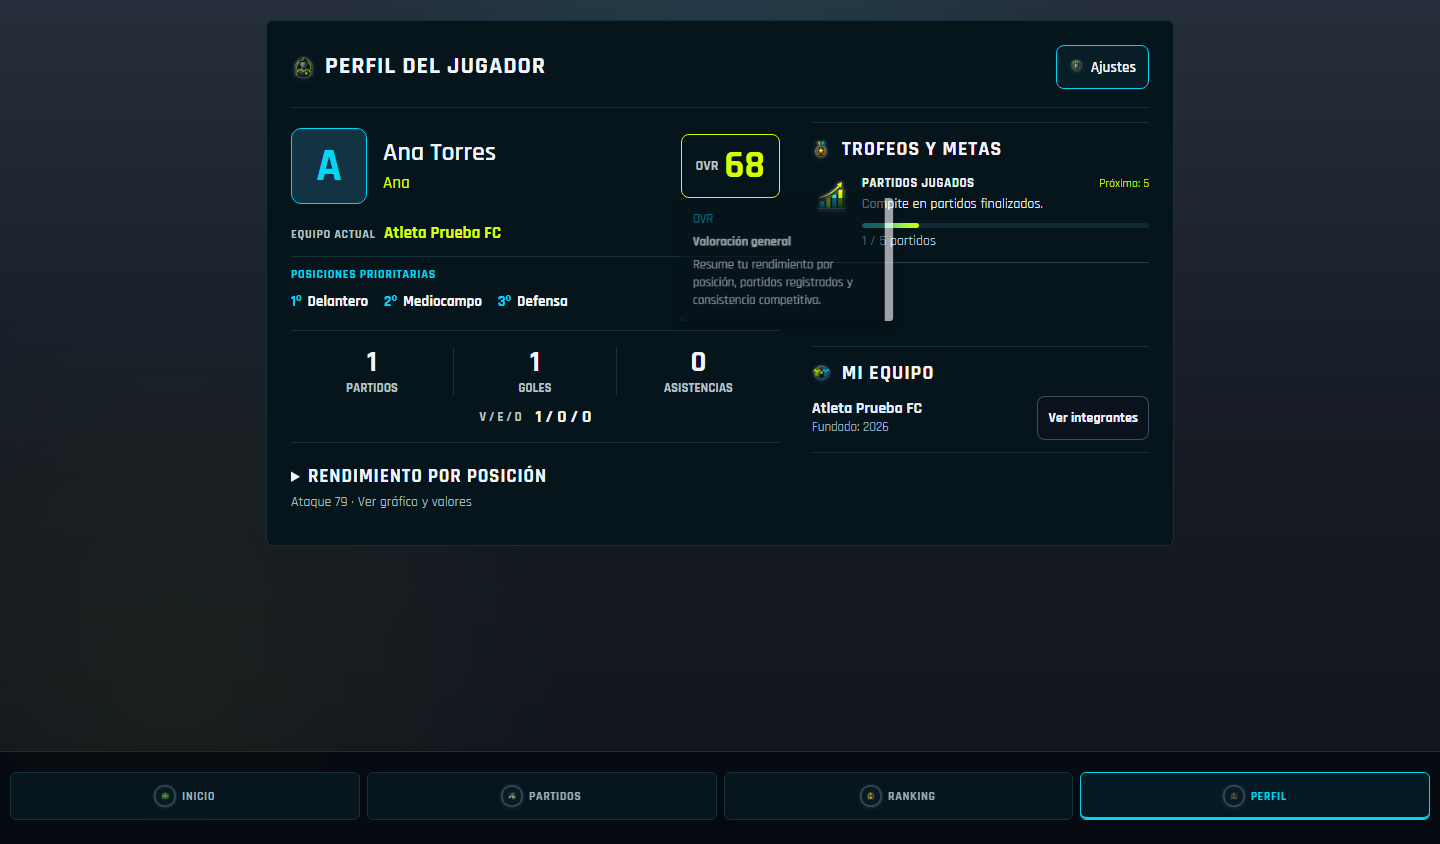 PERFIL DEL JUGADOR
Ajustes
A
Ana Torres
Ana
OVR 68
EQUIPO ACTUAL Atleta Prueba FC
OVR
Valoración general
Resume tu rendimiento por
posición, partidos registrados y
consistencia competitiva.
POSICIONES PRIORITARIAS
1º Delantero 2º Mediocampo 3º Defensa
1 PARTIDOS
1 GOLES
0 ASISTENCIAS
V / E / D 1 / 0 / 0
RENDIMIENTO POR POSICIÓN
Ataque 79 · Ver gráfico y valores
TROFEOS Y METAS
PARTIDOS JUGADOS Próxima: 5
Compite en partidos finalizados.
1 / 5 partidos
MI EQUIPO
Atleta Prueba FC
Fundado: 2026
Ver integrantes
INICIO
PARTIDOS
RANKING
PERFIL